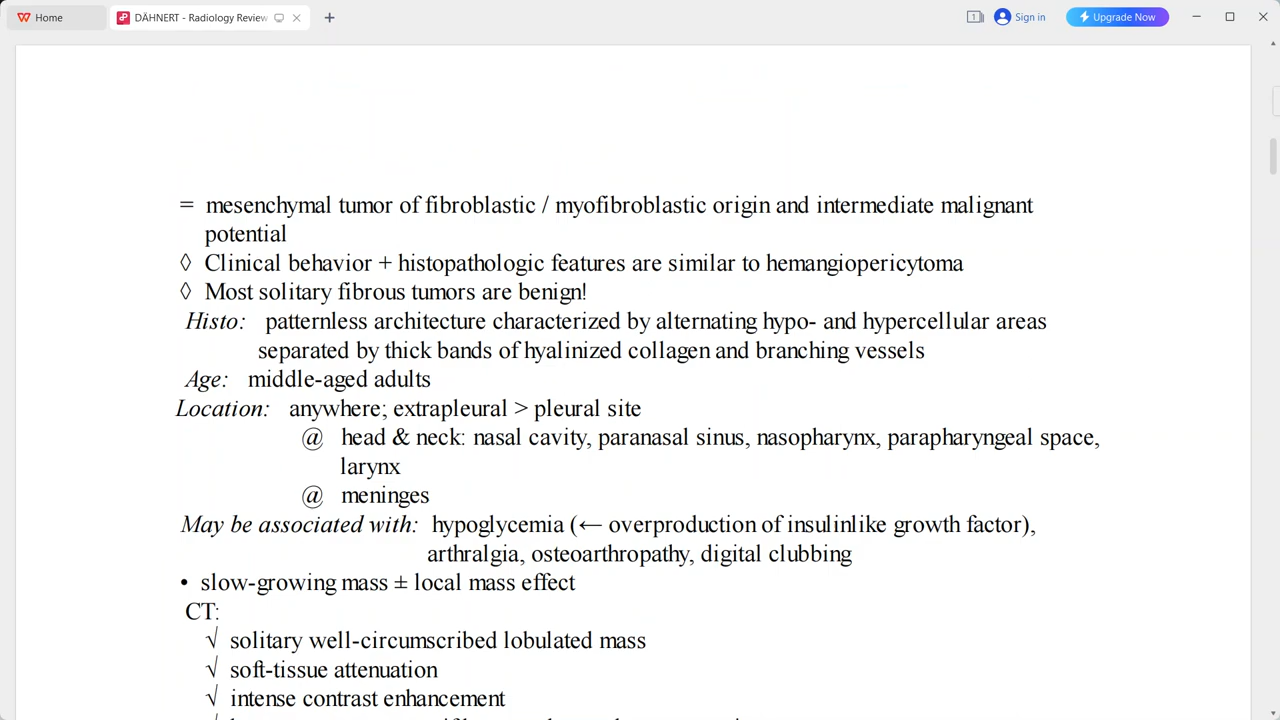 Home
DÄHNERT - Radiology Review
1
Sign in
Upgrade Now
= mesenchymal tumor of fibroblastic / myofibroblastic origin and intermediate malignant
potential
◊ Clinical behavior + histopathologic features are similar to hemangiopericytoma
◊ Most solitary fibrous tumors are benign!
Histo: patternless architecture characterized by alternating hypo- and hypercellular areas
separated by thick bands of hyalinized collagen and branching vessels
Age: middle-aged adults
Location: anywhere; extrapleural > pleural site
@ head & neck: nasal cavity, paranasal sinus, nasopharynx, parapharyngeal space,
larynx
@ meninges
May be associated with: hypoglycemia (← overproduction of insulinlike growth factor),
arthralgia, osteoarthropathy, digital clubbing
• slow-growing mass ± local mass effect
CT:
√ solitary well-circumscribed lobulated mass
√ soft-tissue attenuation
√ intense contrast enhancement